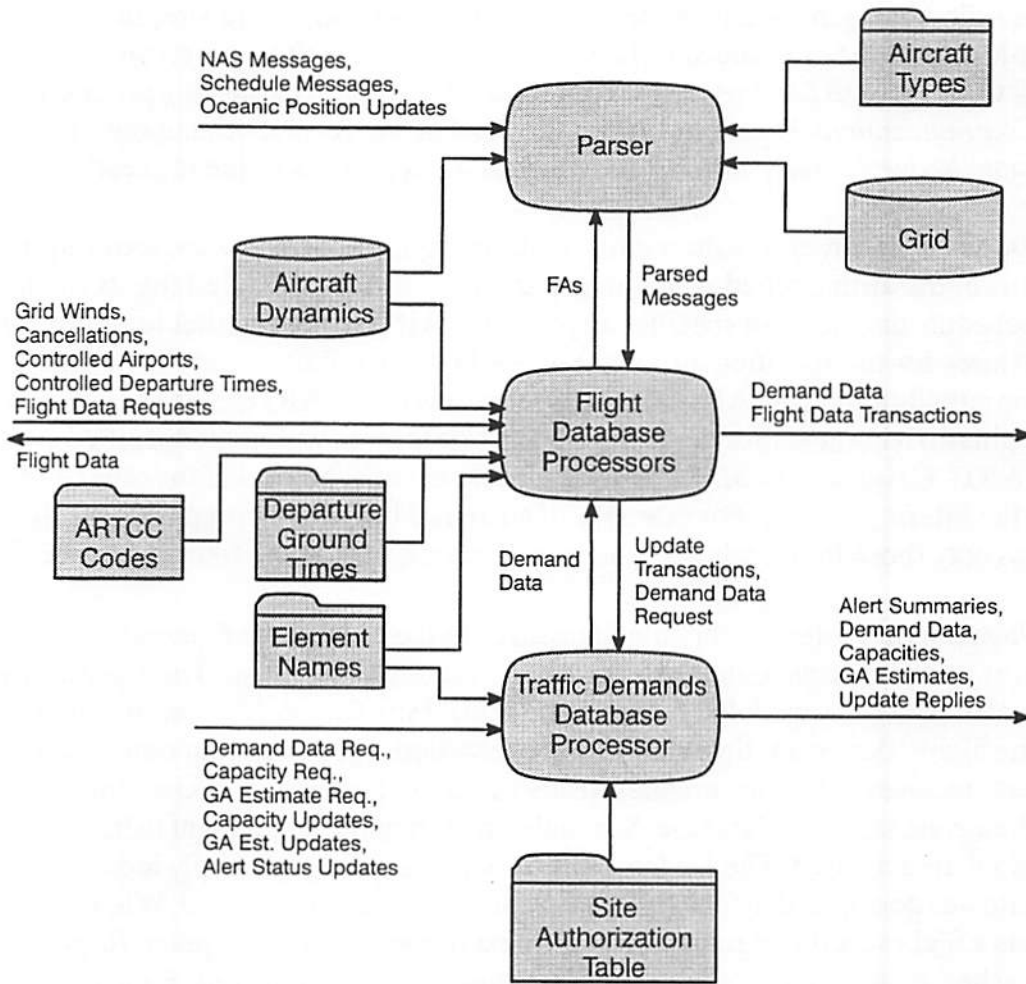 NAS Messages,
Schedule Messages,
Oceanic Position Updates
Parser
Aircraft
Types
Grid
Aircraft
Dynamics
FAs
Parsed
Messages
Grid Winds,
Cancellations,
Controlled Airports,
Controlled Departure Times,
Flight Data Requests
Flight Data
Flight
Database
Processors
Demand Data
Flight Data Transactions
ARTCC
Codes
Departure
Ground
Times
Element
Names
Demand
Data
Update
Transactions,
Demand Data
Request
Traffic Demands
Database
Processor
Alert Summaries,
Demand Data,
Capacities,
GA Estimates,
Update Replies
Demand Data Req.,
Capacity Req.,
GA Estimate Req.,
Capacity Updates,
GA Est. Updates,
Alert Status Updates
Site
Authorization
Table